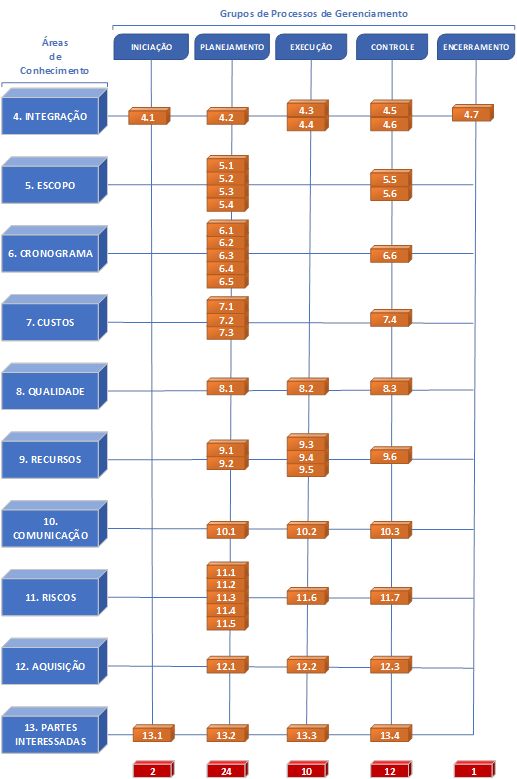 Grupos de Processos de Gerenciamento
Áreas
de
Conhecimento
INICIAÇÃO PLANEJAMENTO EXECUÇÃO CONTROLE ENCERRAMENTO
4. INTEGRAÇÃO
4.1
4.2
4.3
4.4
4.5
4.6
4.7
5. ESCOPO
5.1
5.2
5.3
5.4
5.5
5.6
6. CRONOGRAMA
6.1
6.2
6.3
6.4
6.5
6.6
7. CUSTOS
7.1
7.2
7.3
7.4
8. QUALIDADE
8.1
8.2
8.3
9. RECURSOS
9.1
9.2
9.3
9.4
9.5
9.6
10.
COMUNICAÇÃO
10.1
10.2
10.3
11. RISCOS
11.1
11.2
11.3
11.4
11.5
11.6
11.7
12. AQUISIÇÃO
12.1
12.2
12.3
13. PARTES
INTERESSADAS
13.1
13.2
13.3
13.4
2 24 10 12 1